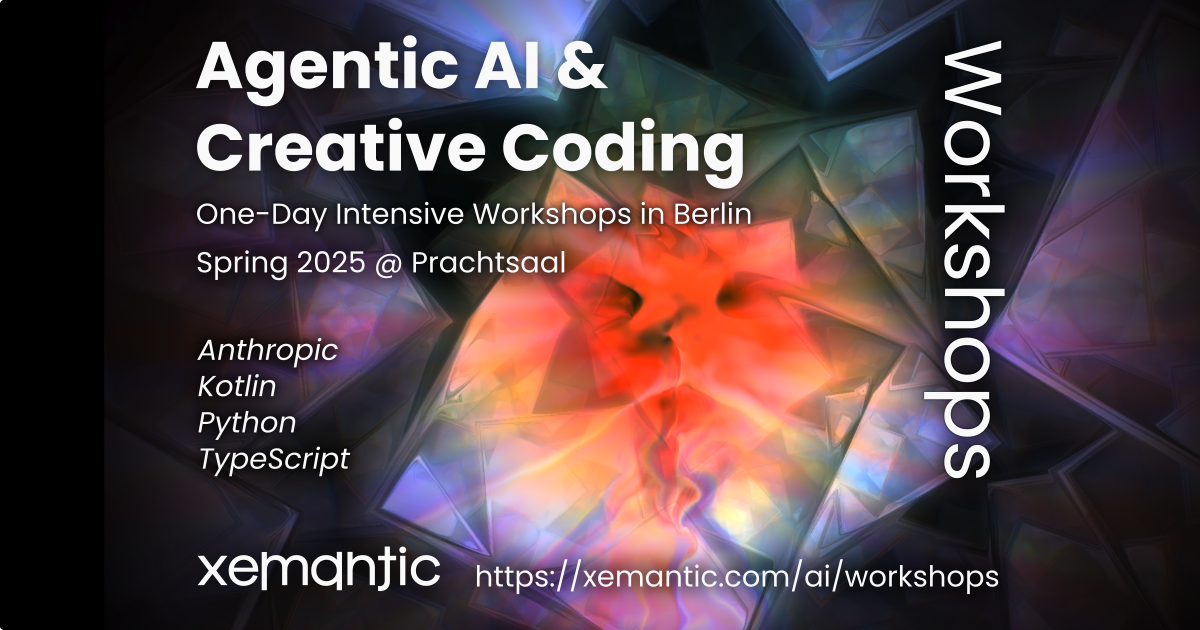 Agentic AI &
Creative Coding
One-Day Intensive Workshops in Berlin
Spring 2025 @ Prachtsaal
Anthropic
Kotlin
Python
TypeScript
xemantic
https://xemantic.com/ai/workshops
Workshops